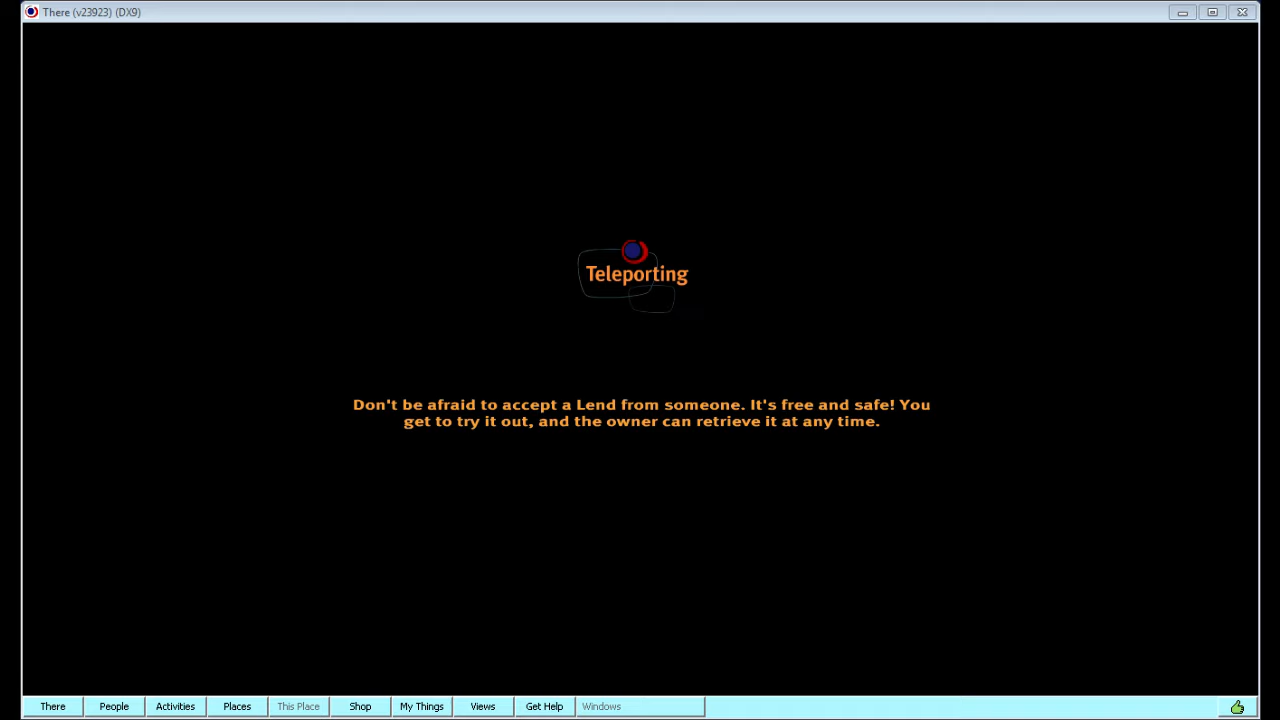 There (v23923) (DX9)
Teleporting
Don't be afraid to accept a Lend from someone. It's free and safe! You
get to try it out, and the owner can retrieve it at any time.
There People Activities Places This Place Shop My Things Views Get Help Windows